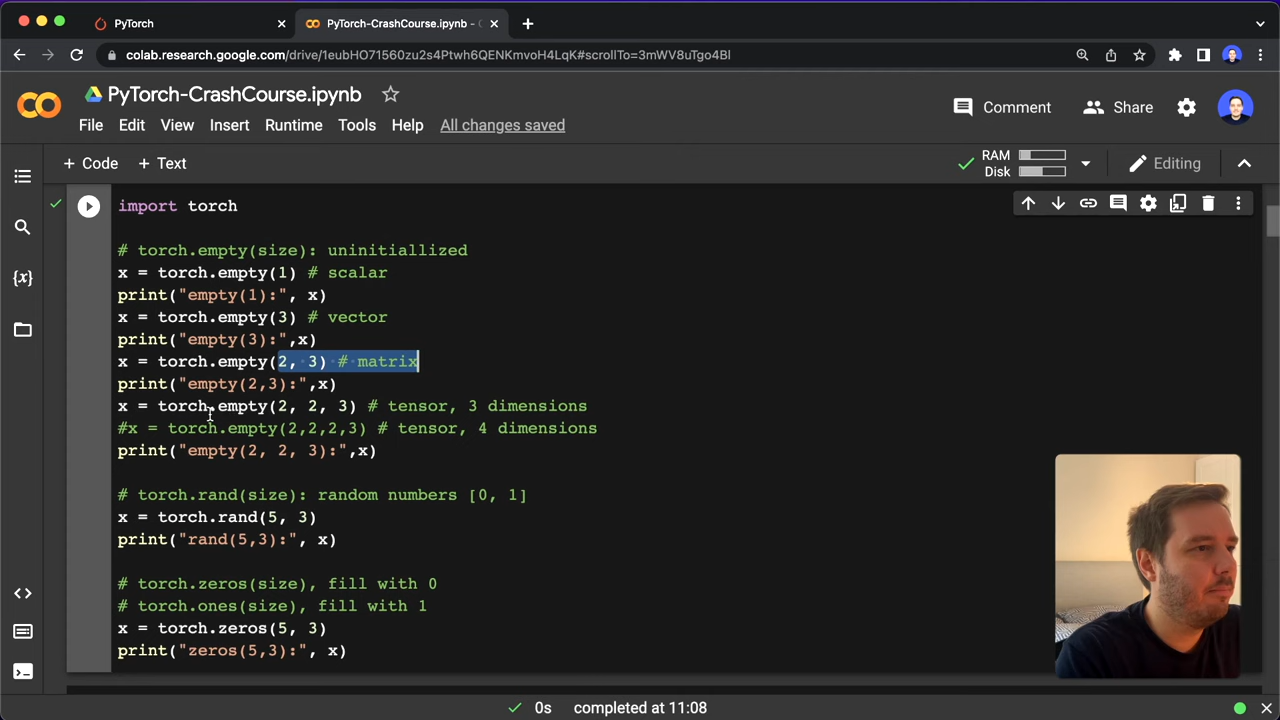 PyTorch
PyTorch-CrashCourse.ipynb -
colab.research.google.com/drive/1eubHO71560zu2s4Ptwh6QENKmvoH4LqK#scrollTo=3mWV8uTgo4BI
PyTorch-CrashCourse.ipynb
Comment
Share
File Edit View Insert Runtime Tools Help All changes saved
+ Code + Text
RAM
Disk
Editing
import torch
# torch.empty(size): uninitiallized
x = torch.empty(1) # scalar
print("empty(1):", x)
x = torch.empty(3) # vector
print("empty(3):",x)
x = torch.empty(2, 3) # matrix
print("empty(2,3):",x)
x = torch.empty(2, 2, 3) # tensor, 3 dimensions
#x = torch.empty(2,2,2,3) # tensor, 4 dimensions
print("empty(2, 2, 3):",x)
# torch.rand(size): random numbers [0, 1]
x = torch.rand(5, 3)
print("rand(5,3):", x)
# torch.zeros(size), fill with 0
# torch.ones(size), fill with 1
x = torch.zeros(5, 3)
print("zeros(5,3):", x)
0s completed at 11:08